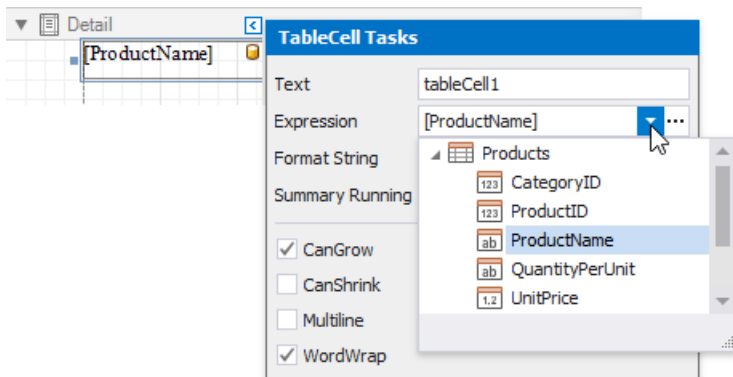 Detail
[ProductName]
TableCell Tasks
Text
tableCell1
Expression
[ProductName]
...
Format String
Summary Running
Products
123 CategoryID
123 ProductID
ab ProductName
ab QuantityPerUnit
1.2 UnitPrice
CanGrow
CanShrink
Multiline
WordWrap